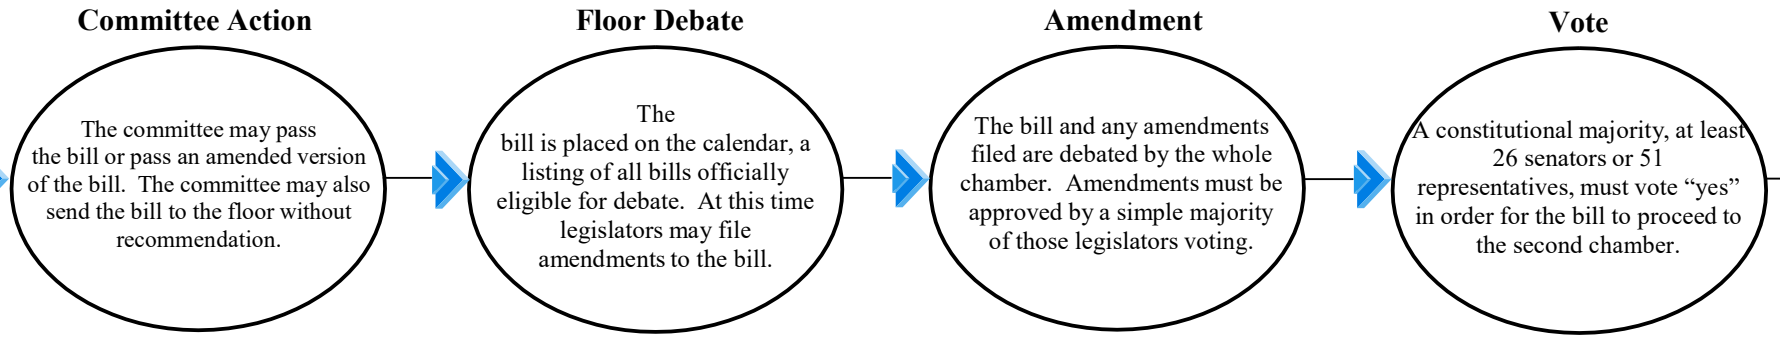 Committee Action
The committee may pass
the bill or pass an amended version
of the bill.  The committee may also
send the bill to the floor without
recommendation.
Floor Debate
The
bill is placed on the calendar, a
listing of all bills officially
eligible for debate.  At this time
legislators may file
amendments to the bill.
Amendment
The bill and any amendments
filed are debated by the whole
chamber.  Amendments must be
approved by a simple majority
of those legislators voting.
Vote
A constitutional majority, at least
26 senators or 51
representatives, must vote “yes”
in order for the bill to proceed to
the second chamber.